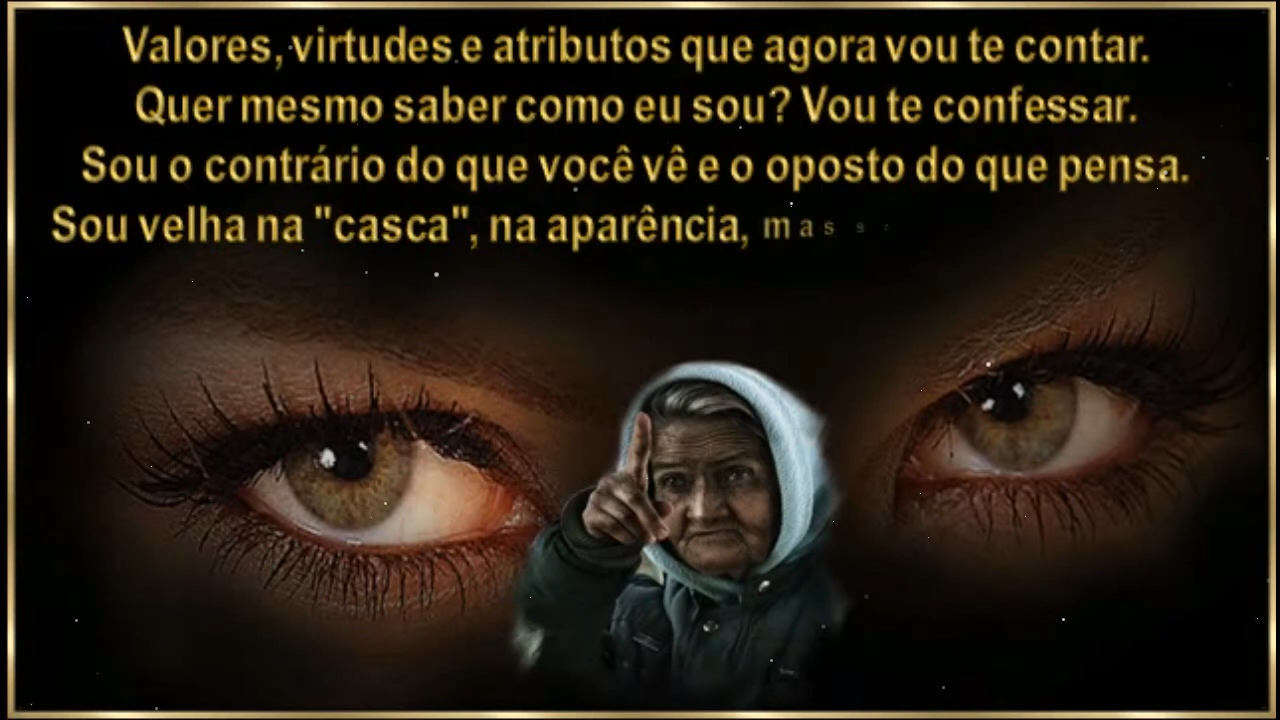 Valores, virtudes e atributos que agora vou te contar.
Quer mesmo saber como eu sou? Vou te confessar.
Sou o contrário do que você vê e o oposto do que pensa.
Sou velha na "casca", na aparência, mas